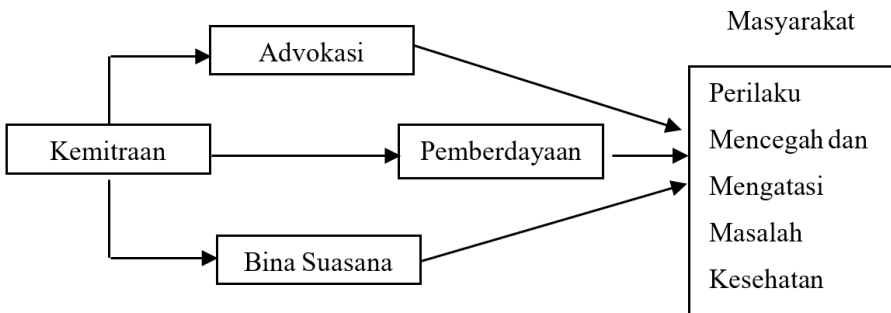 Masyarakat
Advokasi
Kemitraan
Pemberdayaan
Bina Suasana
Perilaku
Mencegah dan
Mengatasi
Masalah
Kesehatan